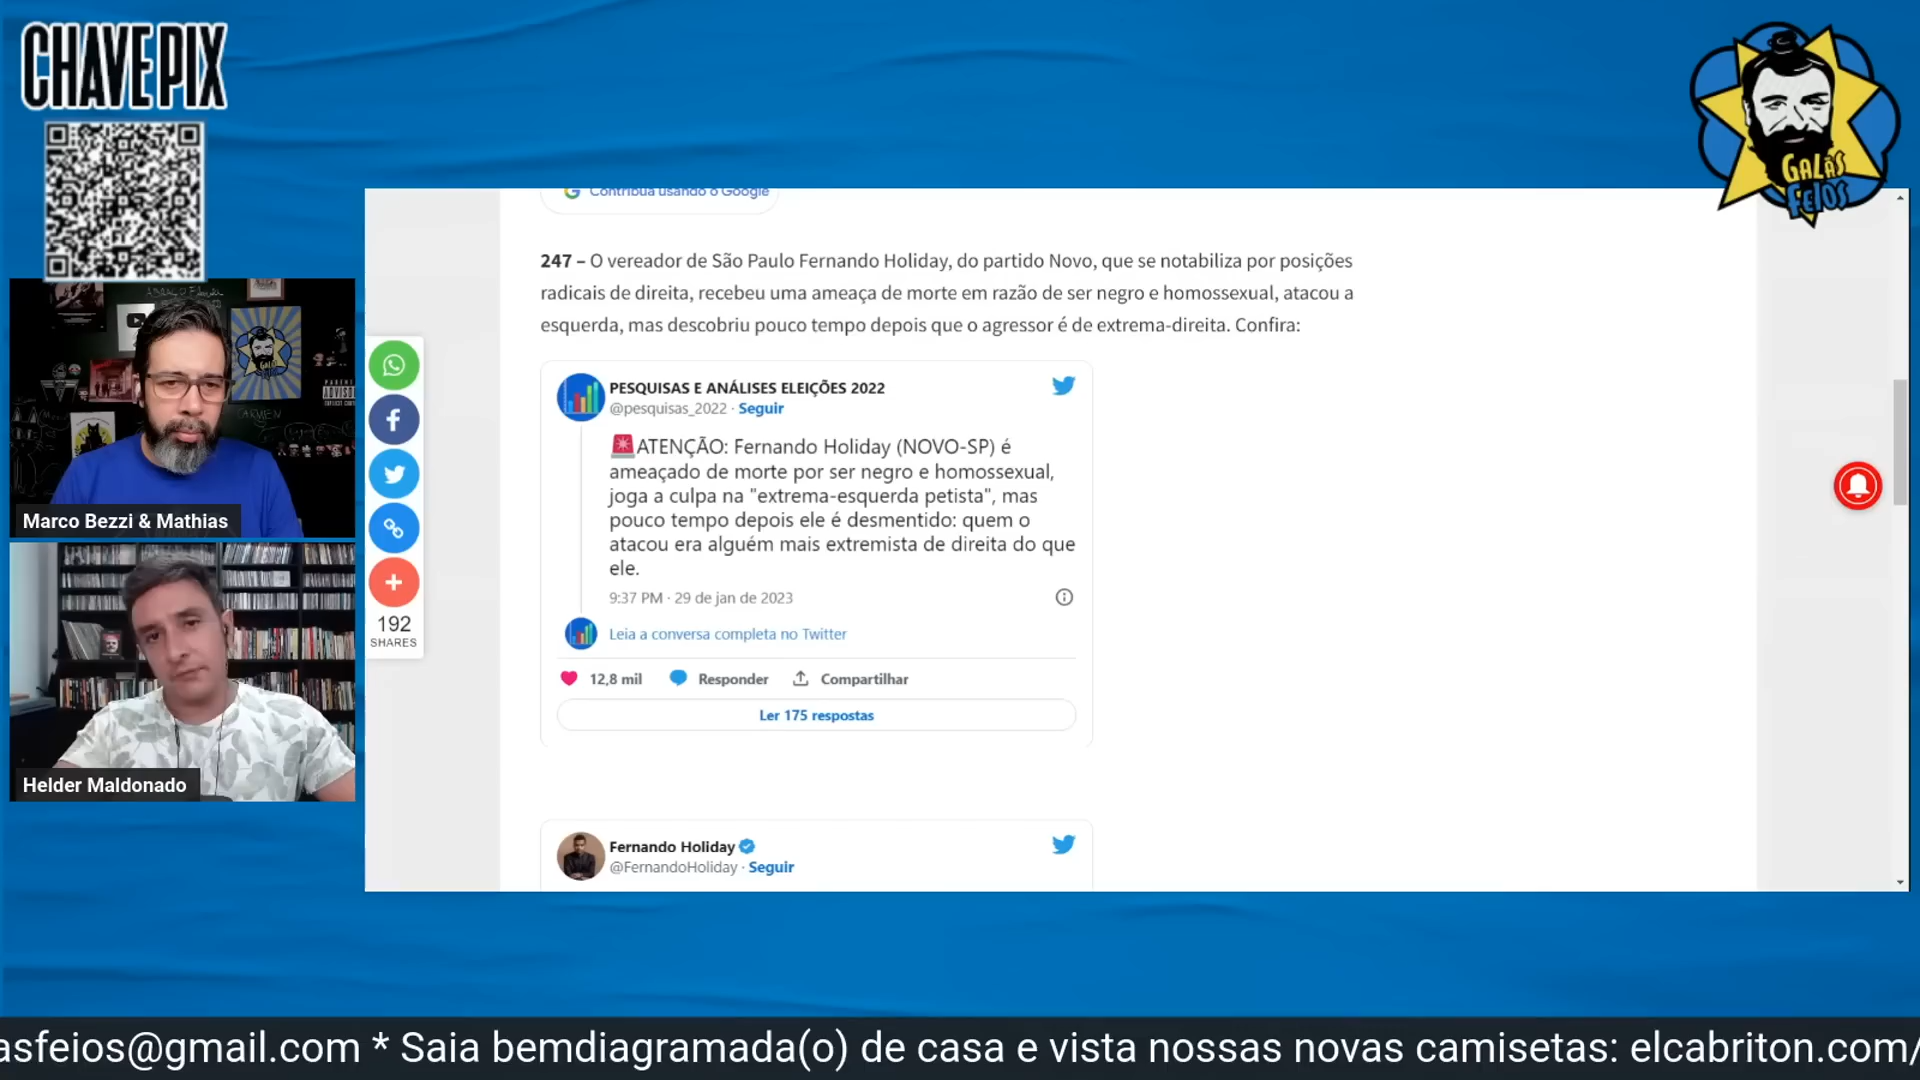 CHAVE PIX
GALÃS
FEIOS
Contribua usando o Google
247 – O vereador de São Paulo Fernando Holiday, do partido Novo, que se notabiliza por posições
radicais de direita, recebeu uma ameaça de morte em razão de ser negro e homossexual, atacou a
esquerda, mas descobriu pouco tempo depois que o agressor é de extrema-direita. Confira:
PESQUISAS E ANÁLISES ELEIÇÕES 2022
@pesquisas_2022 · Seguir
🚨ATENÇÃO: Fernando Holiday (NOVO-SP) é
ameaçado de morte por ser negro e homossexual,
joga a culpa na "extrema-esquerda petista", mas
pouco tempo depois ele é desmentido: quem o
atacou era alguém mais extremista de direita do que
ele.
9:37 PM · 29 de jan de 2023
Leia a conversa completa no Twitter
12,8 mil Responder Compartilhar
Ler 175 respostas
Fernando Holiday
@FernandoHoliday · Seguir
192
SHARES
Marco Bezzi & Mathias
Helder Maldonado
asfeios@gmail.com * Saia bemdiagramada(o) de casa e vista nossas novas camisetas: elcabriton.com/